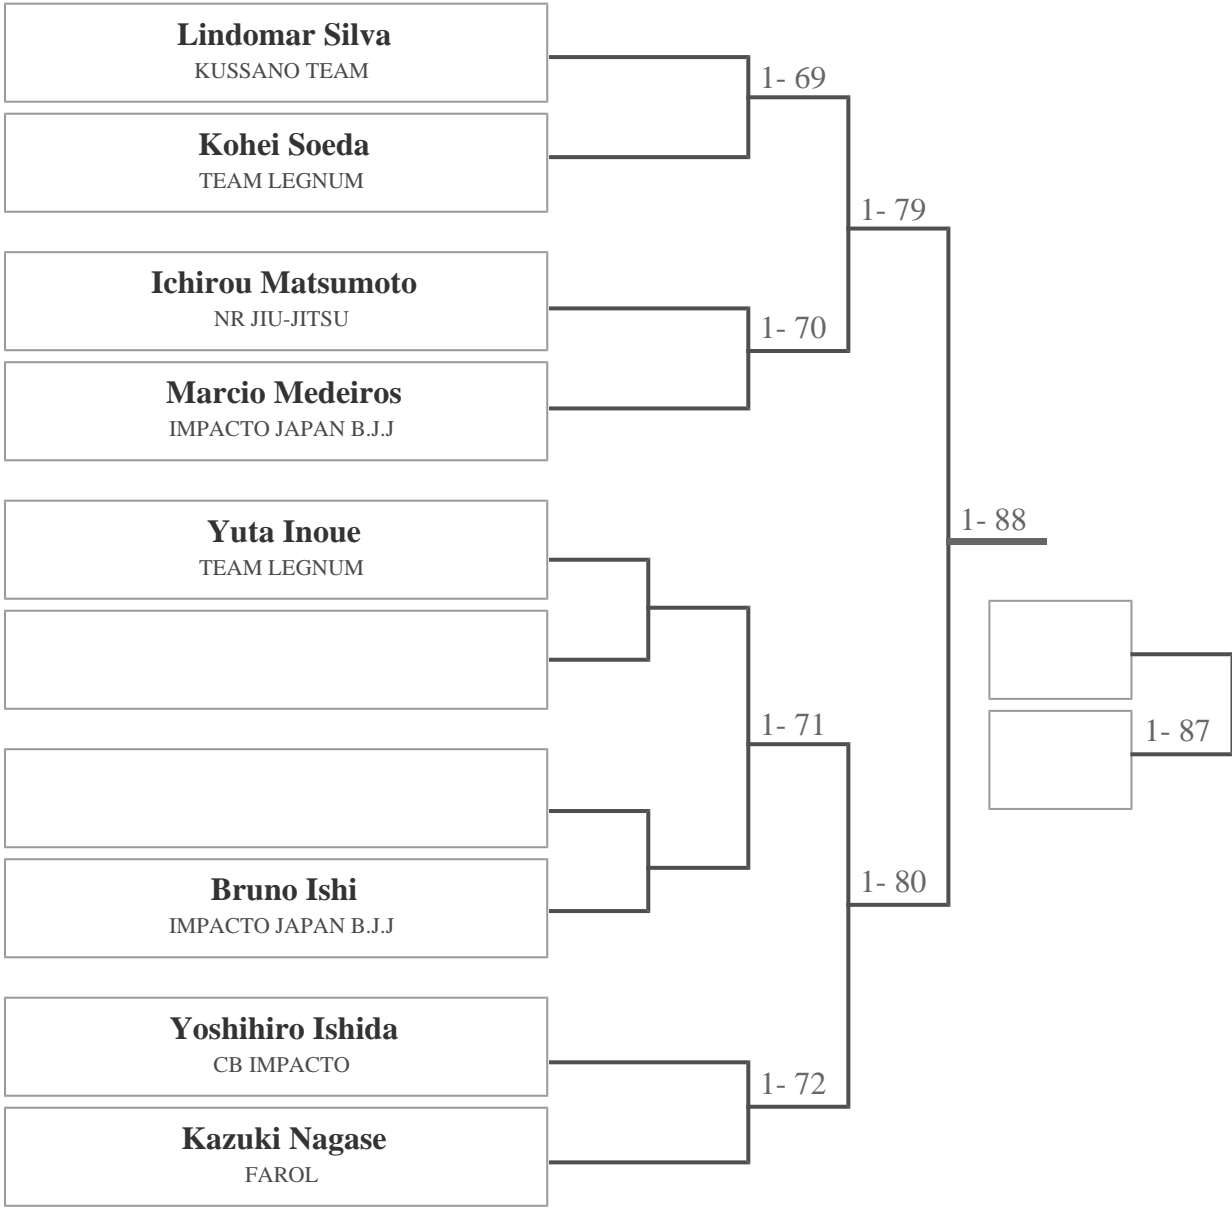 Lindomar Silva
KUSSANO TEAM
1- 69
Kohei Soeda
TEAM LEGNUM
1- 79
Ichirou Matsumoto
NR JIU-JITSU
1- 70
Marcio Medeiros
IMPACTO JAPAN B.J.J
Yuta Inoue
TEAM LEGNUM
1- 88
1- 71
1- 87
Bruno Ishi
IMPACTO JAPAN B.J.J
1- 80
Yoshihiro Ishida
CB IMPACTO
1- 72
Kazuki Nagase
FAROL